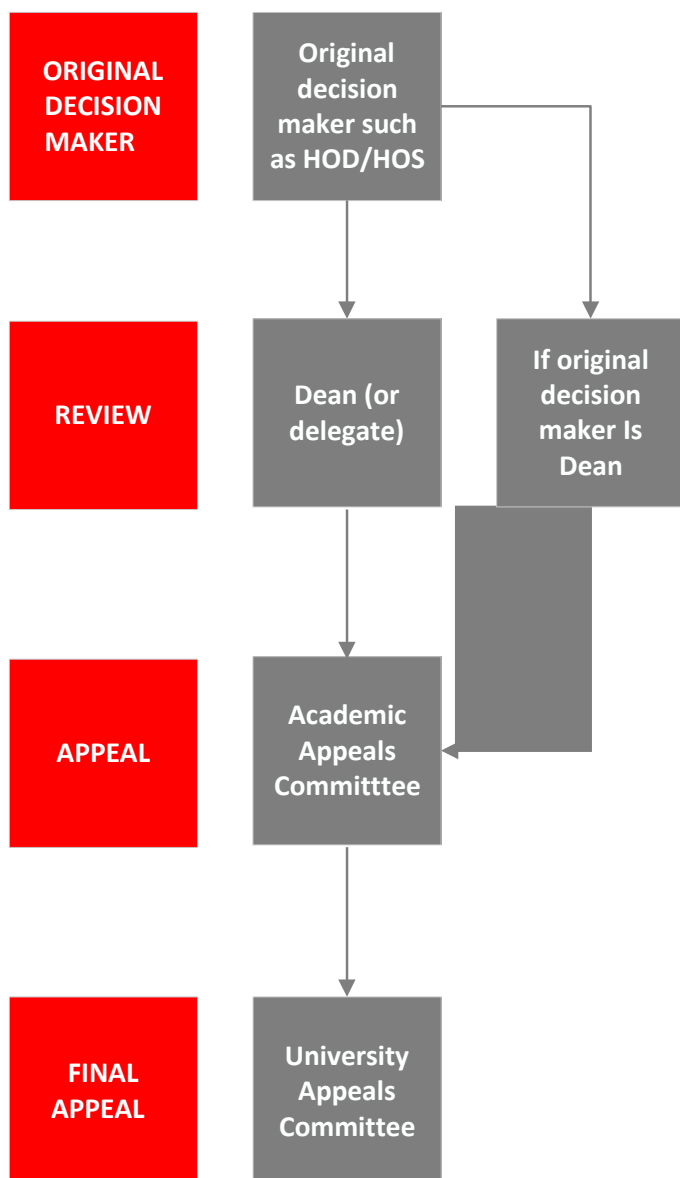 ORIGINAL
DECISION
MAKER
Original
decision
maker such
as HOD/HOS
REVIEW
Dean (or
delegate)
If original
decision
maker Is
Dean
APPEAL
Academic
Appeals
Committtee
FINAL
APPEAL
University
Appeals
Committee